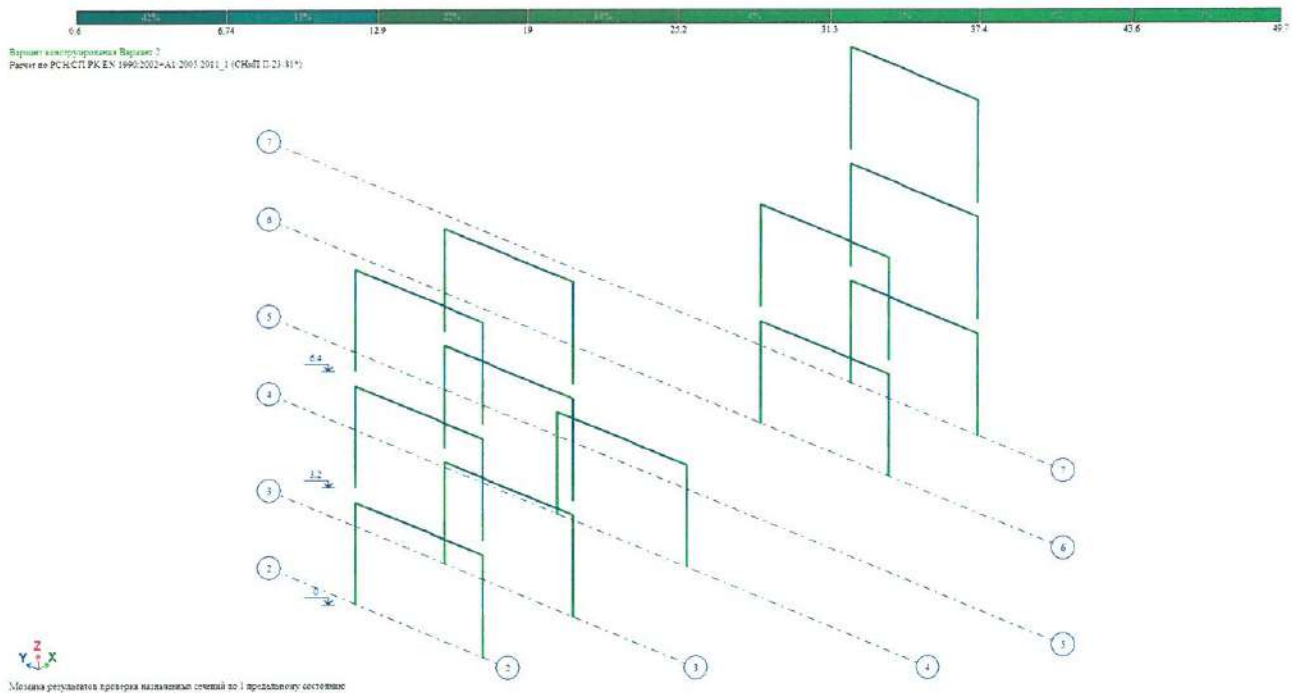 42% 22%
0.6 6.74 12.9 19 25.2 31.3 37.4 43.6 49.7
Вариант конструирования Вариант 2
Расчет по РСН;СП РК EN 1990:2002+A1:2005/2011_1 (СНиП II-23-81*)
7
6
5
6.4
4
3.2
3
7
2
6
0
5
Z
Y X
2
3
4
Мозаика результатов проверки назначенных сечений по 1 предельному состоянию